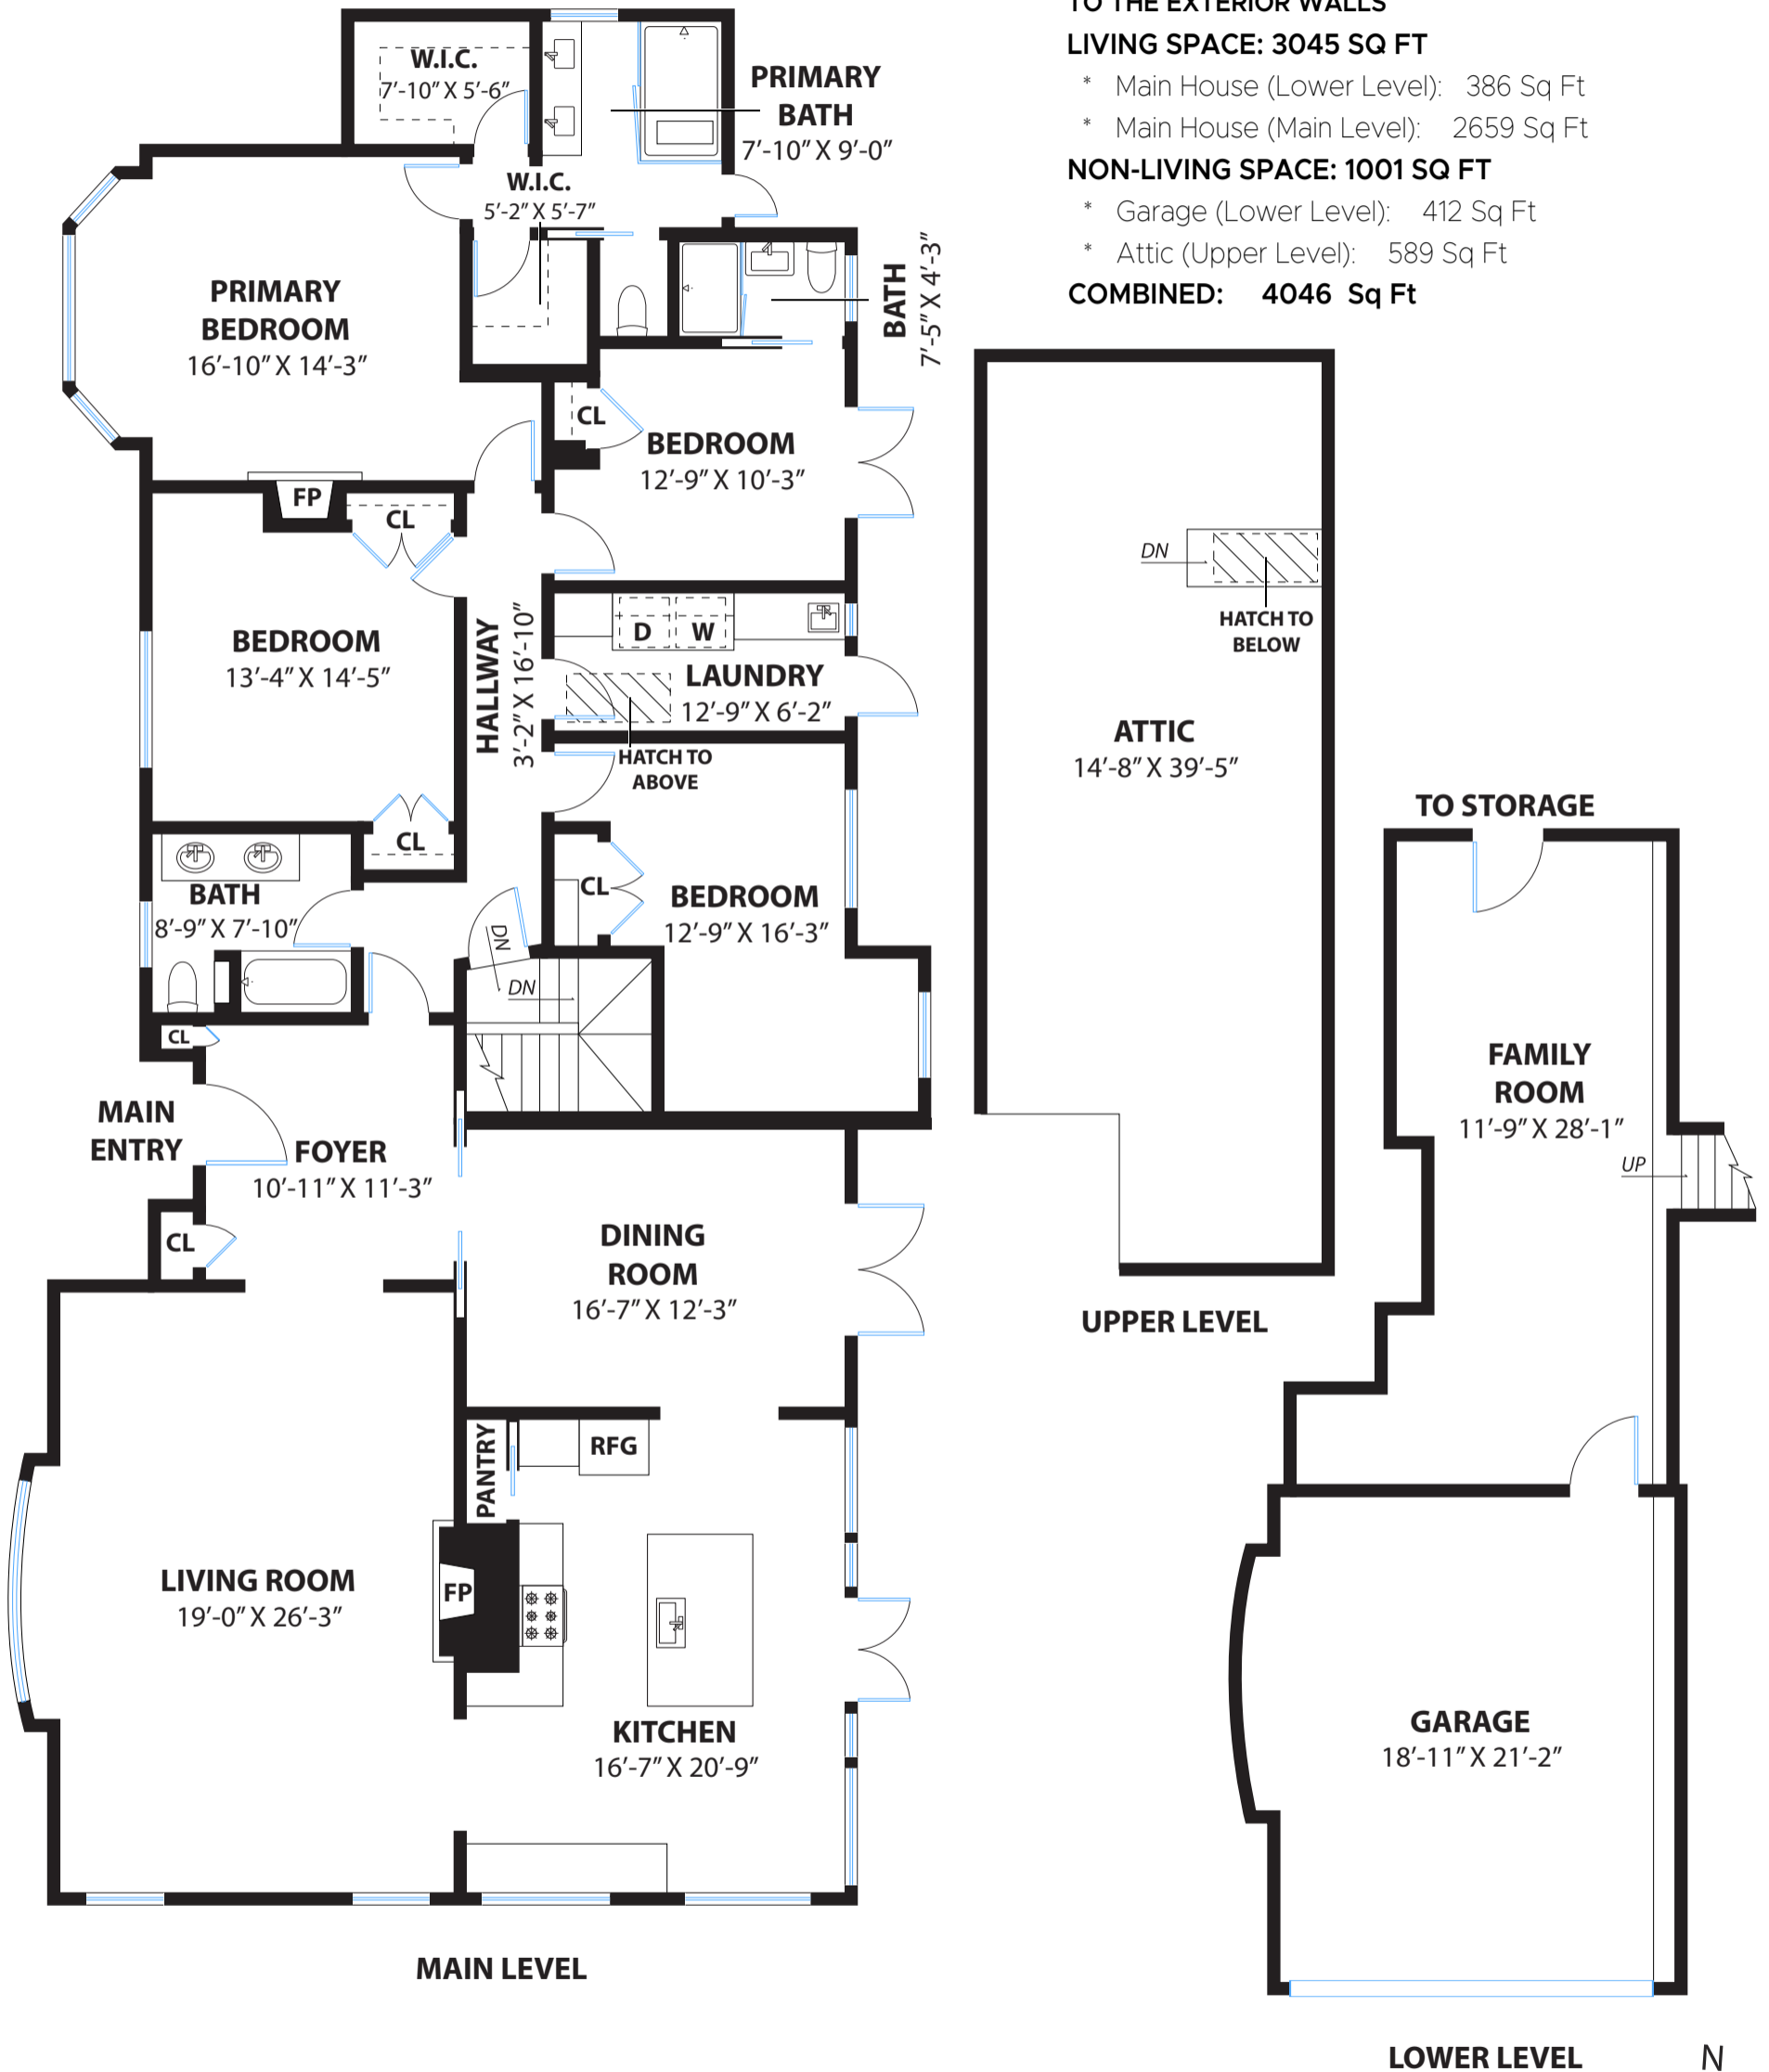 TO THE EXTERIOR WALLS
LIVING SPACE: 3045 SQ FT
* Main House (Lower Level): 386 Sq Ft
* Main House (Main Level): 2659 Sq Ft
NON-LIVING SPACE: 1001 SQ FT
* Garage (Lower Level): 412 Sq Ft
* Attic (Upper Level): 589 Sq Ft
COMBINED: 4046 Sq Ft
W.I.C.
7'-10" X 5'-6"
PRIMARY
BATH
7'-10" X 9'-0"
W.I.C.
5'-2" X 5'-7"
PRIMARY
BEDROOM
16'-10" X 14'-3"
BATH
7'-5" X 4'-3"
CL
BEDROOM
12'-9" X 10'-3"
FP
CL
BEDROOM
13'-4" X 14'-5"
HALLWAY
3'-2" X 16'-10"
D
W
LAUNDRY
12'-9" X 6'-2"
HATCH TO
ABOVE
CL
BATH
8'-9" X 7'-10"
CL
BEDROOM
12'-9" X 16'-3"
DN
DN
CL
MAIN
ENTRY
FOYER
10'-11" X 11'-3"
CL
DINING
ROOM
16'-7" X 12'-3"
PANTRY
RFG
LIVING ROOM
19'-0" X 26'-3"
FP
KITCHEN
16'-7" X 20'-9"
MAIN LEVEL
DN
HATCH TO
BELOW
ATTIC
14'-8" X 39'-5"
UPPER LEVEL
TO STORAGE
FAMILY
ROOM
11'-9" X 28'-1"
UP
GARAGE
18'-11" X 21'-2"
LOWER LEVEL
N